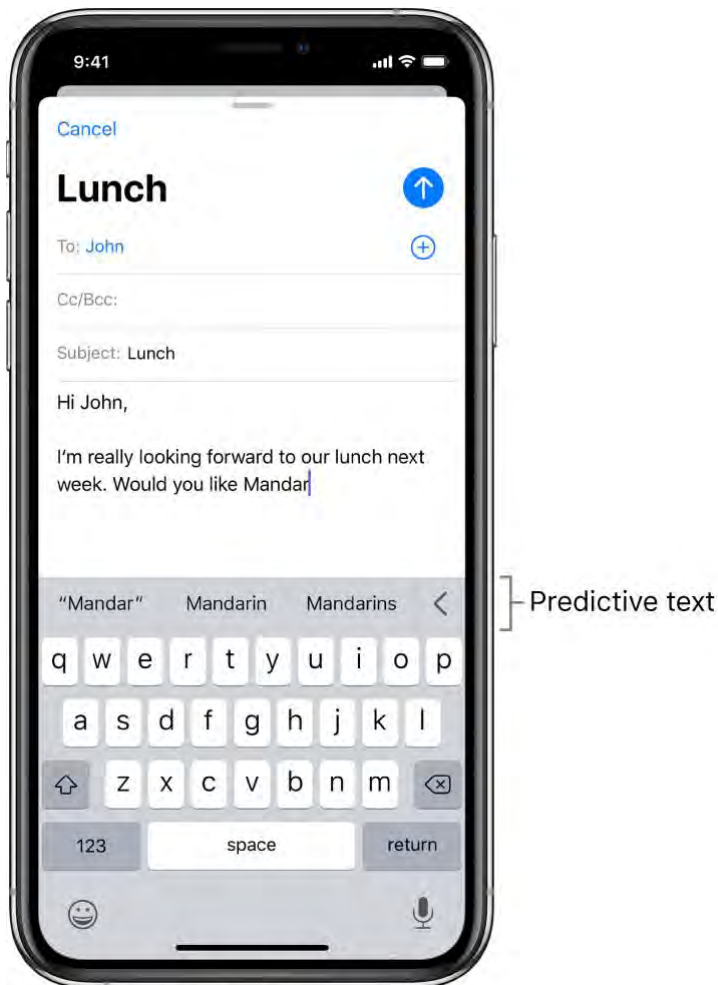 9:41
Cancel
Lunch
To: John
Cc/Bcc:
Subject: Lunch
Hi John,
I'm really looking forward to our lunch next
week. Would you like Mandar
“Mandar“ Mandarin Mandarins
Predictive text
q w e r t y u i o p
a s d f g h j k l
z x c v b n m
123 space return